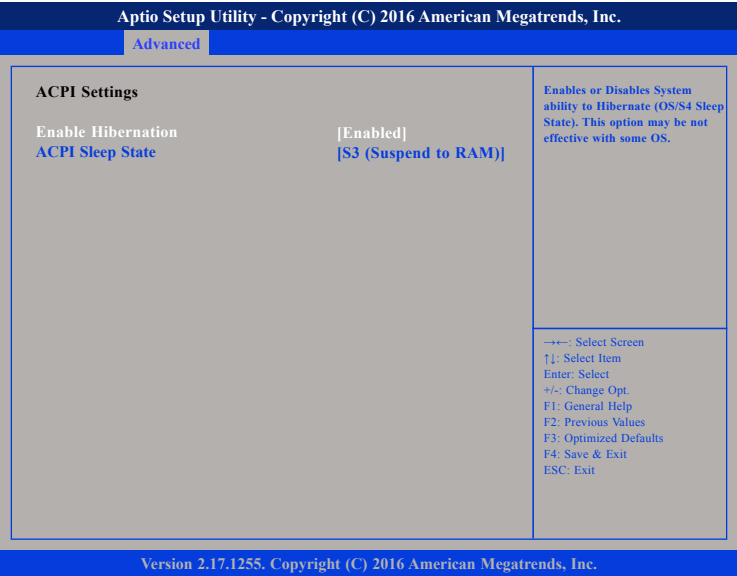 Aptio Setup Utility - Copyright (C) 2016 American Megatrends, Inc.
Advanced
ACPI Settings
Enable Hibernation [Enabled]
ACPI Sleep State [S3 (Suspend to RAM)]
Enables or Disables System
ability to Hibernate (OS/S4 Sleep
State). This option may be not
effective with some OS.
→←: Select Screen
↑↓: Select Item
Enter: Select
+/-: Change Opt.
F1: General Help
F2: Previous Values
F3: Optimized Defaults
F4: Save & Exit
ESC: Exit
Version 2.17.1255. Copyright (C) 2016 American Megatrends, Inc.